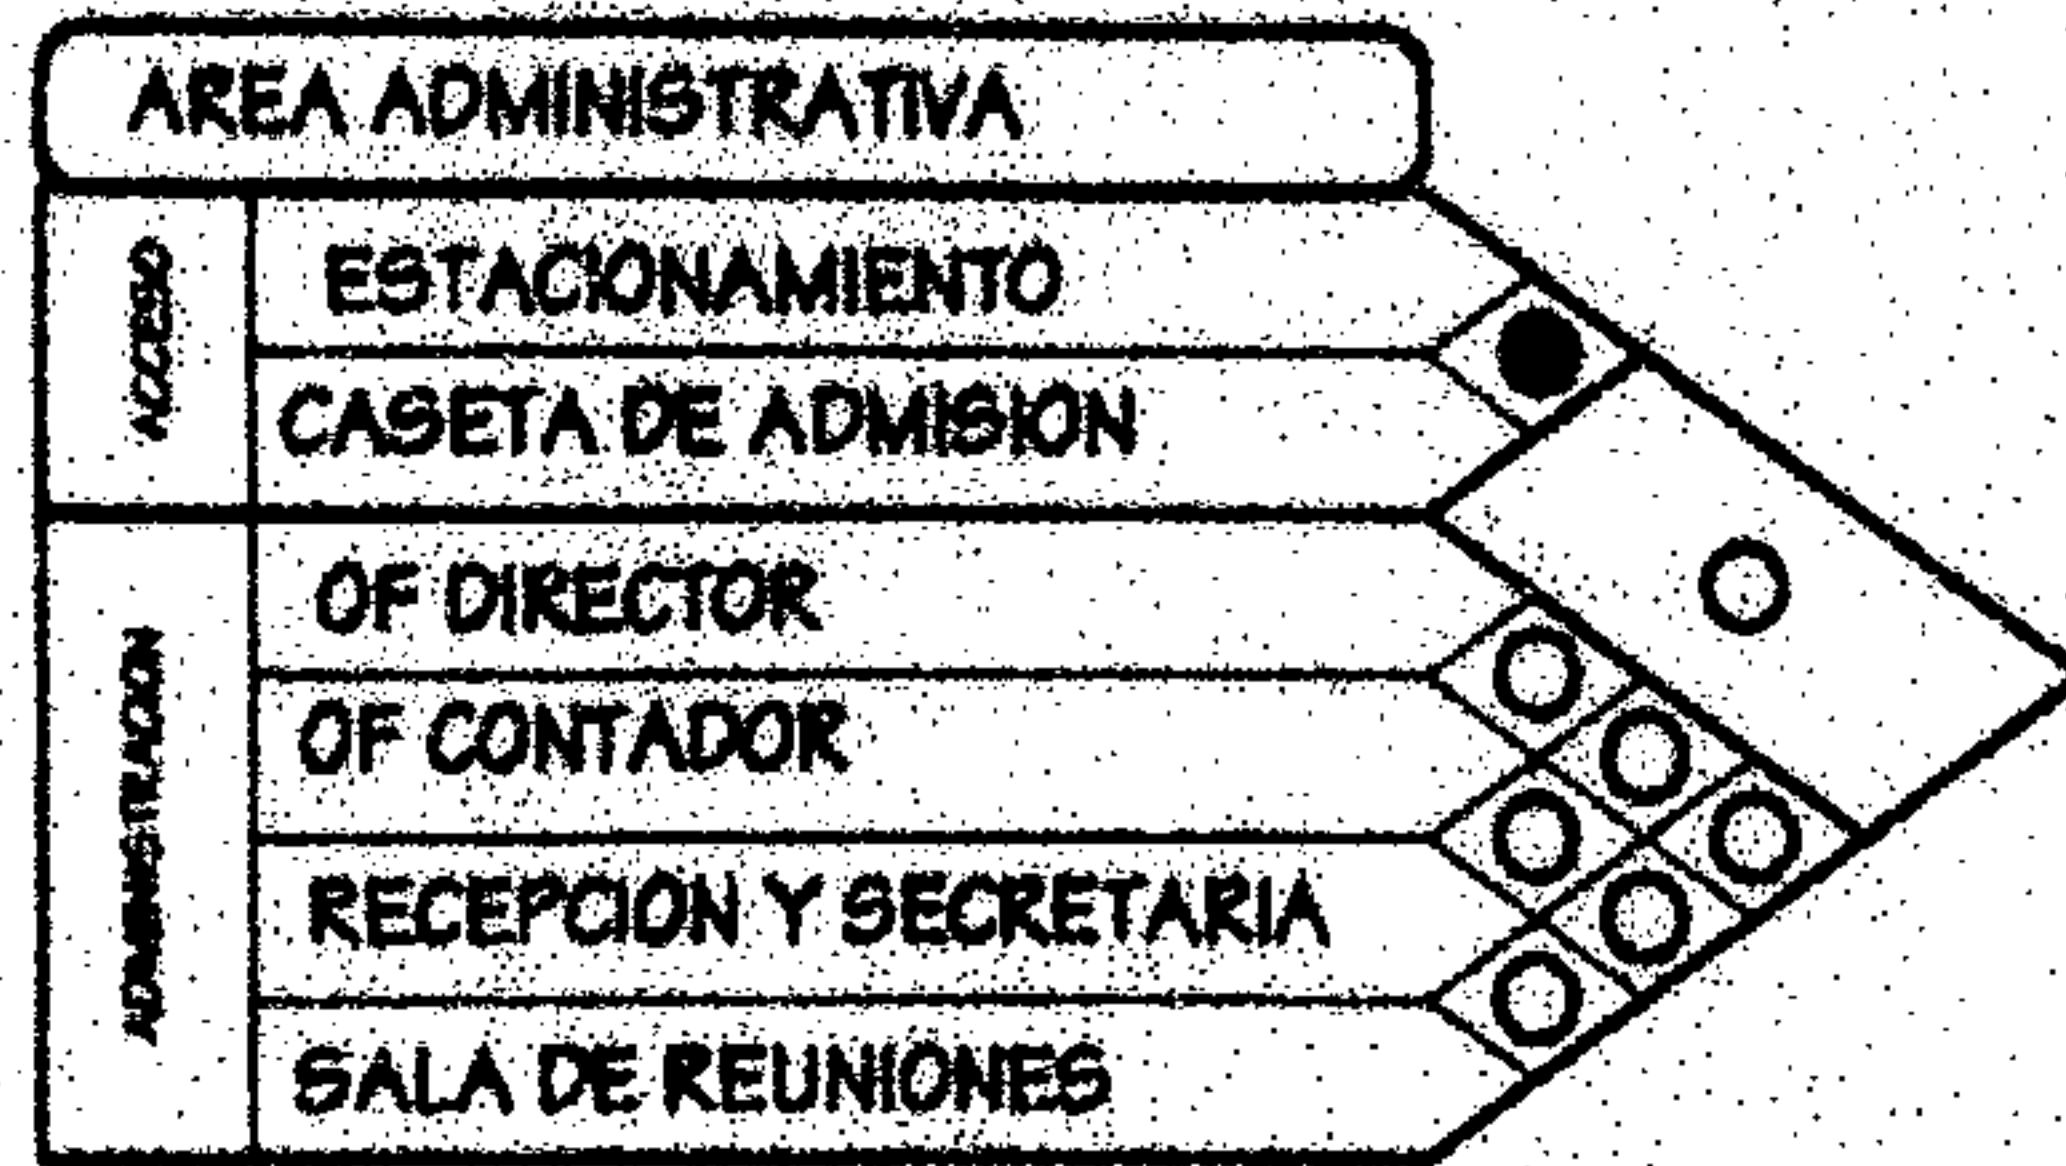 AREA ADMINISTRATIVA
ACCESO
ESTACIONAMIENTO
CASETA DE ADMISION
ADMINISTRACION
OF DIRECTOR
OF CONTADOR
RECEPCION Y SECRETARIA
SALA DE REUNIONES